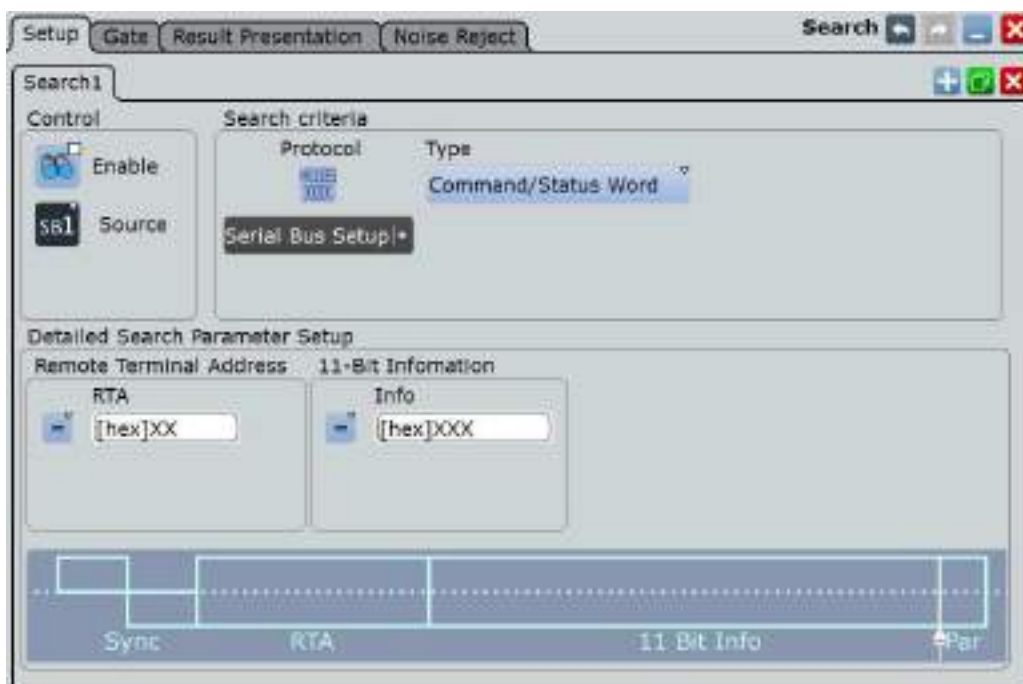 Setup Gate Result Presentation Noise Reject Search
Search1
Control Search criteria
Protocol Type
Enable Command/Status Word
SB1 Source Serial Bus Setup
Detailed Search Parameter Setup
Remote Terminal Address 11-Bit Infomation
RTA Info
= [hex]XX = [hex]XXX
Sync RTA 11 Bit Info Par